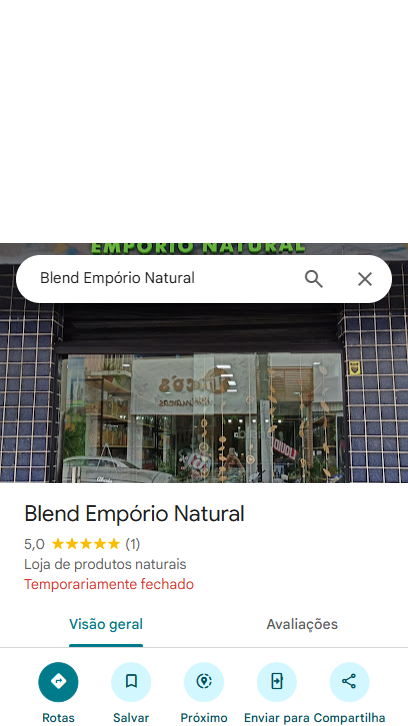 EMPÓRIO NATURAL
Blend Empório Natural
Blend Empório Natural
5,0 ★★★★★ (1)
Loja de produtos naturais
Temporariamente fechado
Visão geral
Avaliações
Rotas
Salvar
Próximo
Enviar para
Compartilhar